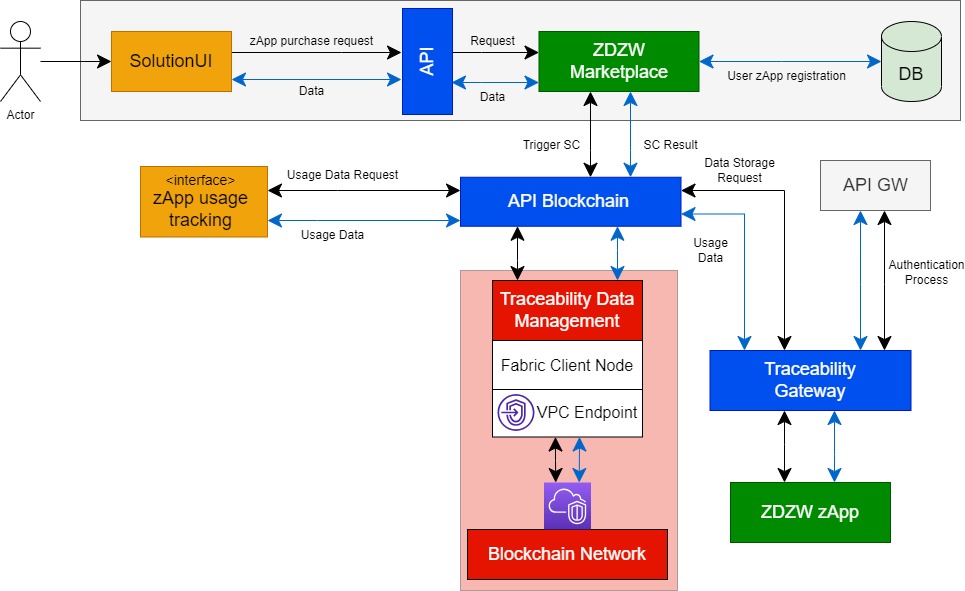 Actor
SolutionUI
zApp purchase request
Data
API
Request
Data
ZDZW
Marketplace
User zApp registration
DB
Trigger SC
SC Result
<interface>
zApp usage
tracking
Usage Data Request
Usage Data
API Blockchain
Data Storage
Request
Usage
Data
API GW
Authentication
Process
Traceability Data
Management
Fabric Client Node
VPC Endpoint
Blockchain Network
Traceability
Gateway
ZDZW zApp